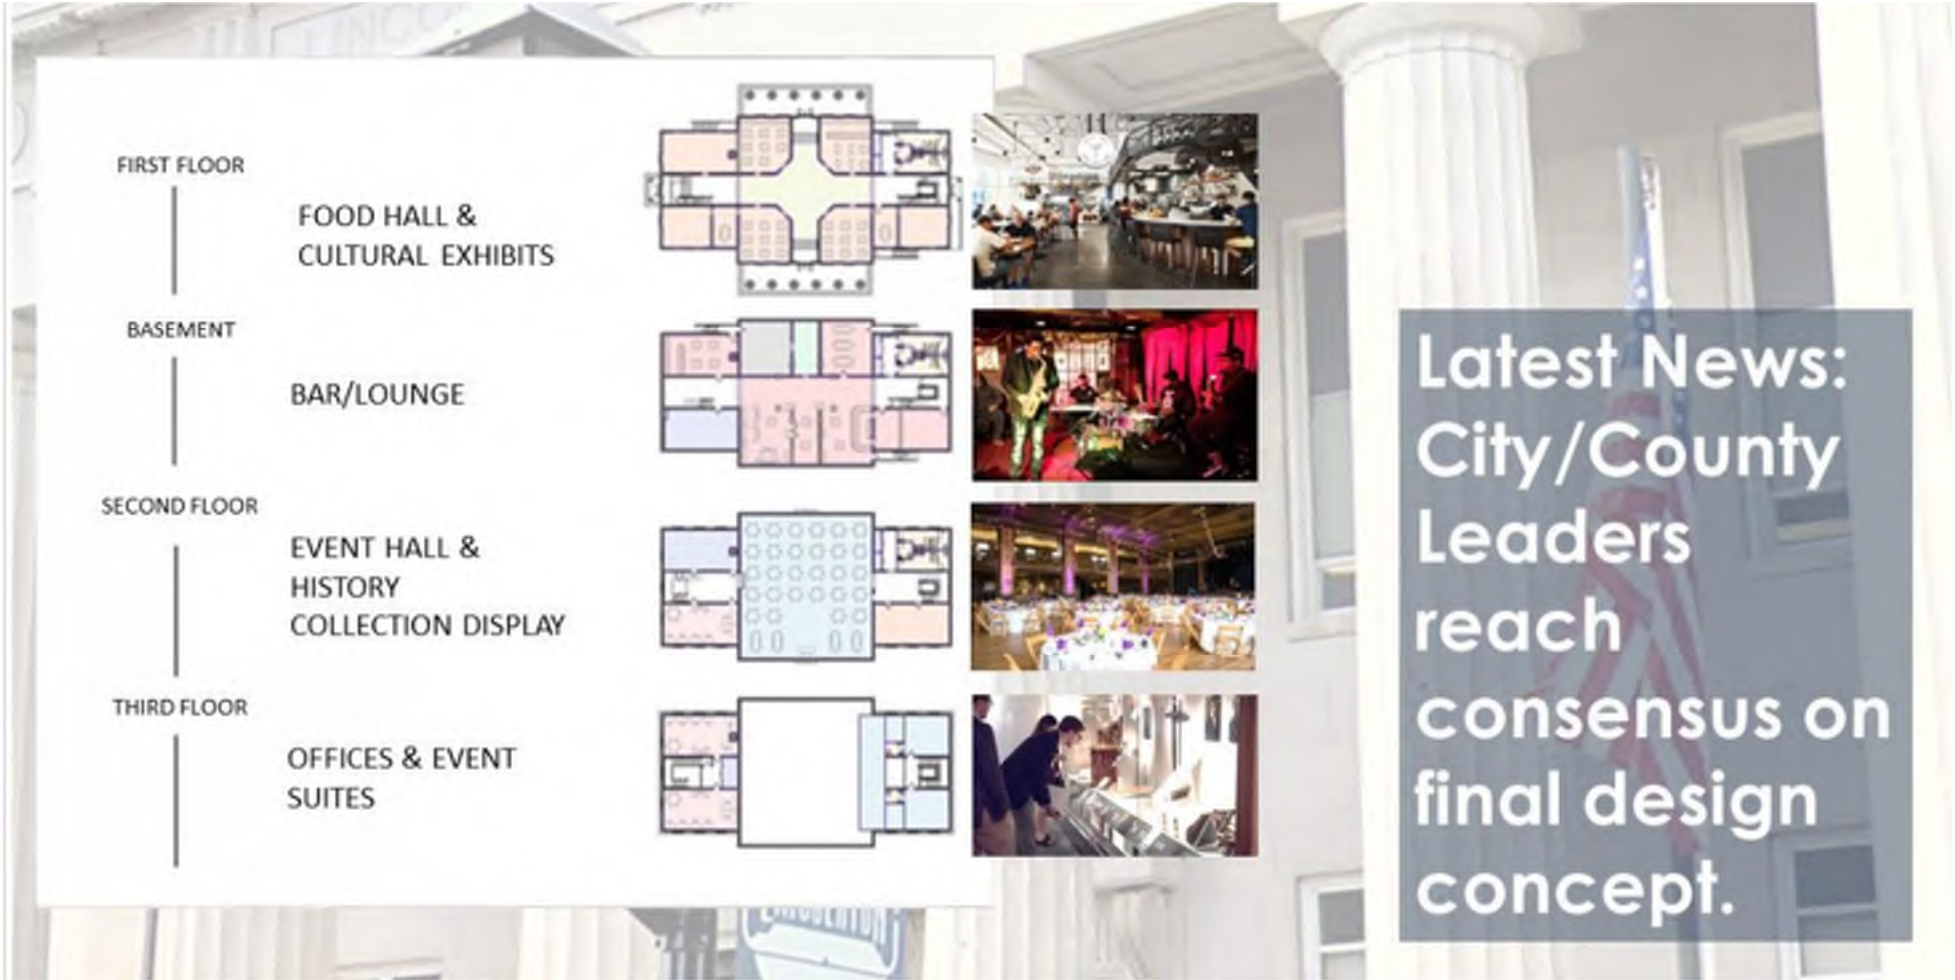 FIRST FLOOR
FOOD HALL &
CULTURAL EXHIBITS
BASEMENT
BAR/LOUNGE
SECOND FLOOR
EVENT HALL &
HISTORY
COLLECTION DISPLAY
THIRD FLOOR
OFFICES & EVENT
SUITES
Latest News:
City/County
Leaders
reach
consensus on
final design
concept.